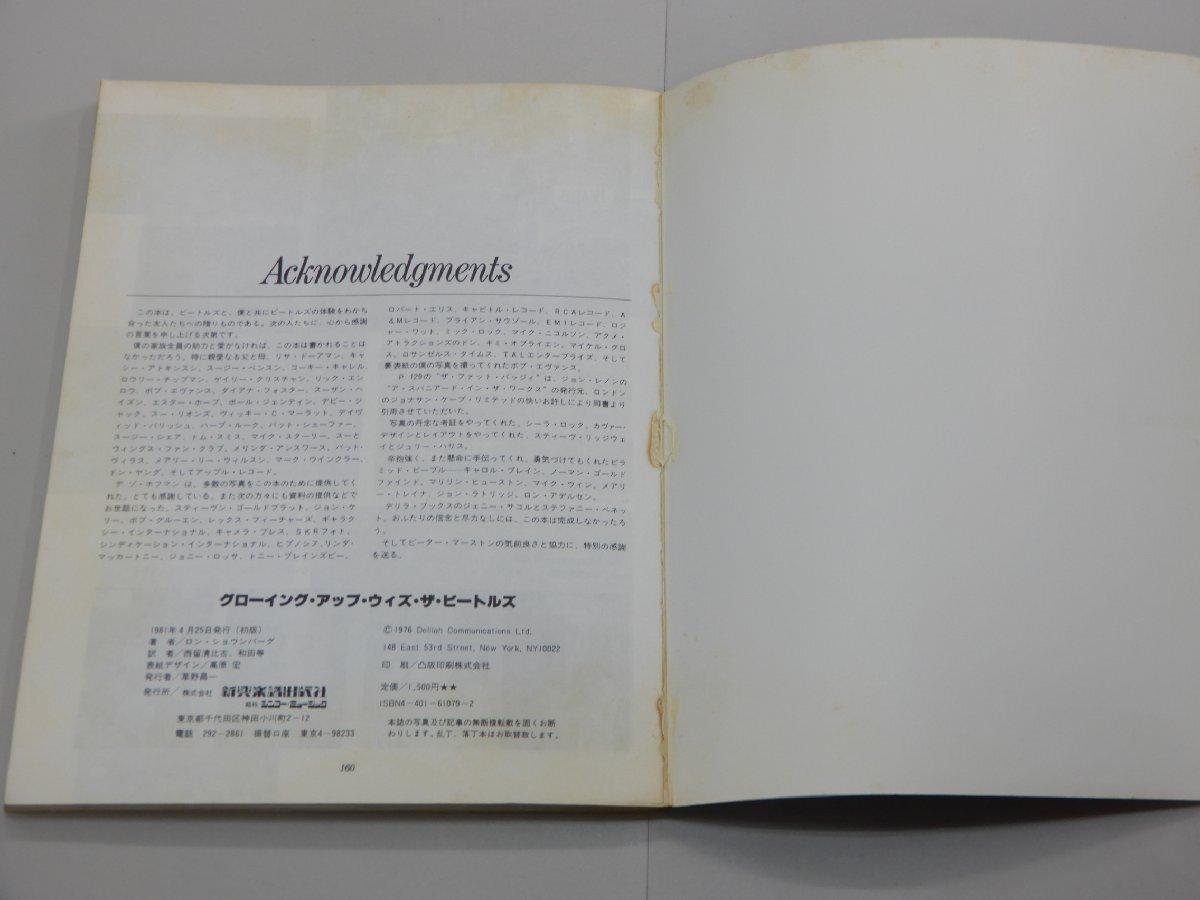 Acknowledgments
この本は、ビートルズと、僕と共にビートルズの体験をわかち
合った友人たちへの贈りものである。次の人たちに、心から感謝
の言葉を申し上げる次第です。
僕の家族全員の助力と愛がなければ、この本は書かれることは
なかっただろう。特に親愛なる父と母、リサ・ドーアマン、キャ
シー・アトキンスン、スージー・ベンスン、コーキー・キャレル、
ロウリー・チップマン、ゲイリー・クリスチャン、リック・エン
ロウ、ボブ・エヴァンス、ダイアナ・フォスター、スーザン・ヘ
イズン、エスター・ホープ、ポール・ジェンティン、デビー・ジ
ャック、スー・リオンズ、ヴィッキー・C・マーラット、デイヴ
ィッド・パリッシュ、ハーブ・ルーク、パット・シェーファー、
スージー・シェア、トム・スミス、マイク・スターリー、スーと
ウィングス・ファン・クラブ、メリンダ・アンスワース、パット・
ヴィラス、メアリー・リー・ウィルスン、マーク・ウインクラー、
ドン・ヤング、そしてアップル・レコード。
デゾ・ホフマンは、多数の写真をこの本のために提供してく
れた。とても感謝している。また次の方々にも資料の提供などで
お世話になった。スティーヴン・ゴールドブラット、ジョン・ケ
リー、ボブ・グルーエン、レックス・フィーチャーズ、ギャラク
シー・インターナショナル、キャメラ・プレス、SKRフォト、
シンディケーション・インターナショナル、ヒプノシス、リンダ・
マッカートニー、ジョニー・ロッサ、トニー・ブレインズビー、
ロバート・エリス、キャピトル・レコード、RCAレコード、A
&Mレコード、ブライアン・サウゾール、EMIレコード、ロジ
ャー・ワット、ミック・ロック、マイク・ニコルソン、アクメ・
アトラクションズのドン、キミ・オブライエン、マイケル・グロ
ス、ロサンゼルス・タイムス、TALエンタープライズ、そして
裏表紙の僕の写真を撮ってくれたボブ・エヴァンス。
P.129の“ザ・ファット・バッジィ”は、ジョン・レノンの
“ア・スパニアード・イン・ザ・ワークス”の発行元、ロンドン
のジョナサン・ケープ・リミテッドの快いお許しにより同書より
引用させていただいた。
写真の丹念な考証をやってくれた、シーラ・ロック、カヴァー・
デザインとレイアウトをやってくれた、スティーヴ・リッジウェ
イとジュリー・ハリス。
辛抱強く、また懸命に手伝ってくれ、勇気づけてもくれたピラ
ミッド・ピープル――キャロル・ブレイン、ノーマン・ゴールド
ファインド、マリリン・ヒューストン、マイク・ウイン、メアリ
ー・トレイナ、ジョン・ラトリッジ、ロン・アデルセン。
デリラ・ブックスのジェニー・サコルとステファニー・ベネッ
ト。おふたりの信念と尽力なしには、この本は完成しなかったろ
う。
そしてピーター・マーストンの気前良さと協力に、特別の感謝
を送る。
グローイング・アップ・ウィズ・ザ・ビートルズ
1981年4月25日発行(初版)
著 者/ロン・ショウンバーグ
訳 者/西留清比古、和田等
表紙デザイン/高原 宏
発行者/草野昌一
発行所/株式会社 新興楽譜出版社
略称 シンコー・ミュージック
東京都千代田区神田小川町2-12
電話 292-2861 振替口座 東京4-98233
©1976 Delilah Communications Ltd.
148 East 53rd Street, New York, NY10022
印 刷/凸版印刷株式会社
定価/1,500円★★
ISBN4-401-61079-2
本誌の写真及び記事の無断複転載を固くお断
わりします。乱丁、落丁本はお取替致します。
160